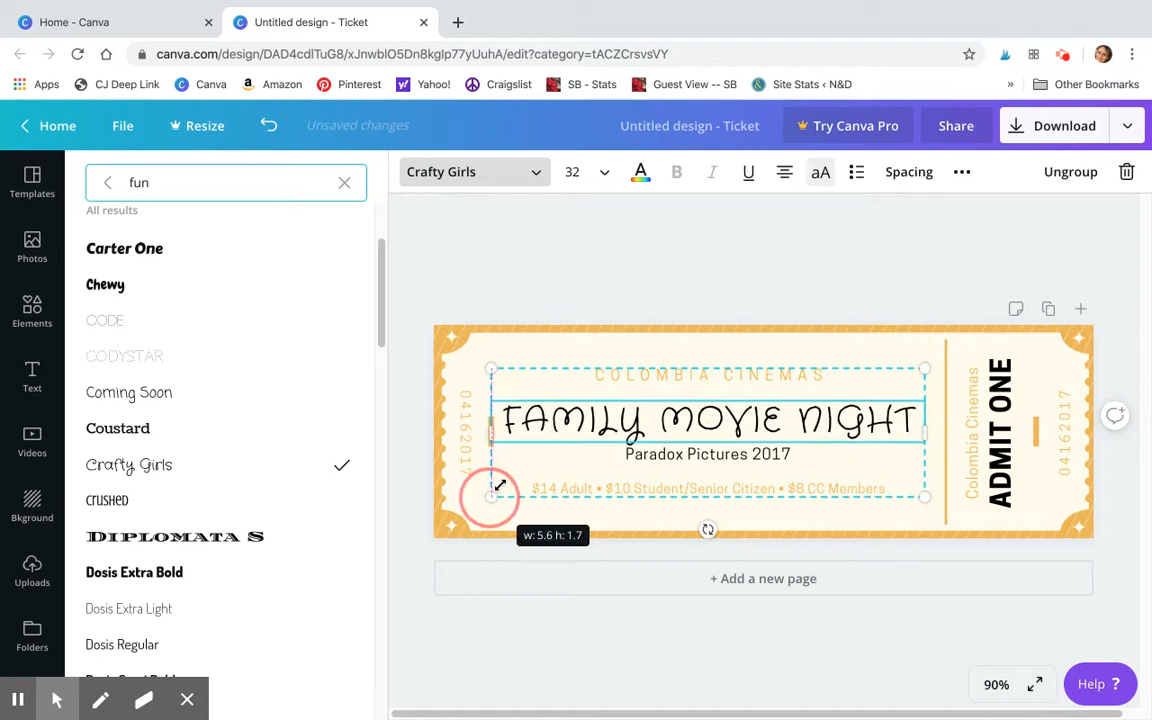 Home - Canva
Untitled design - Ticket
canva.com/design/DAD4cdlTuG8/xJnwblO5Dn8kglp77yUuhA/edit?category=tACZCrsvsVY
Apps CJ Deep Link Canva Amazon Pinterest Yahoo! Craigslist SB - Stats Guest View -- SB Site Stats ‹ N&D » Other Bookmarks
Home File Resize Unsaved changes Untitled design - Ticket Try Canva Pro Share Download
Templates
Photos
Elements
Text
Videos
Bkground
Uploads
Folders
fun
All results
Carter One
Chewy
CODE
CODYSTAR
Coming Soon
Coustard
Crafty Girls
crushed
Diplomata S
Dosis Extra Bold
Dosis Extra Light
Dosis Regular
Crafty Girls 32 A B I U aA Spacing Ungroup
04162017
COLOMBIA CINEMAS
FAMILY MOVIE NIGHT
Paradox Pictures 2017
$14 Adult • $10 Student/Senior Citizen • $8 CC Members
Colombia Cinemas
ADMIT ONE
04162017
w: 5.6 h: 1.7
+ Add a new page
90%
Help ?